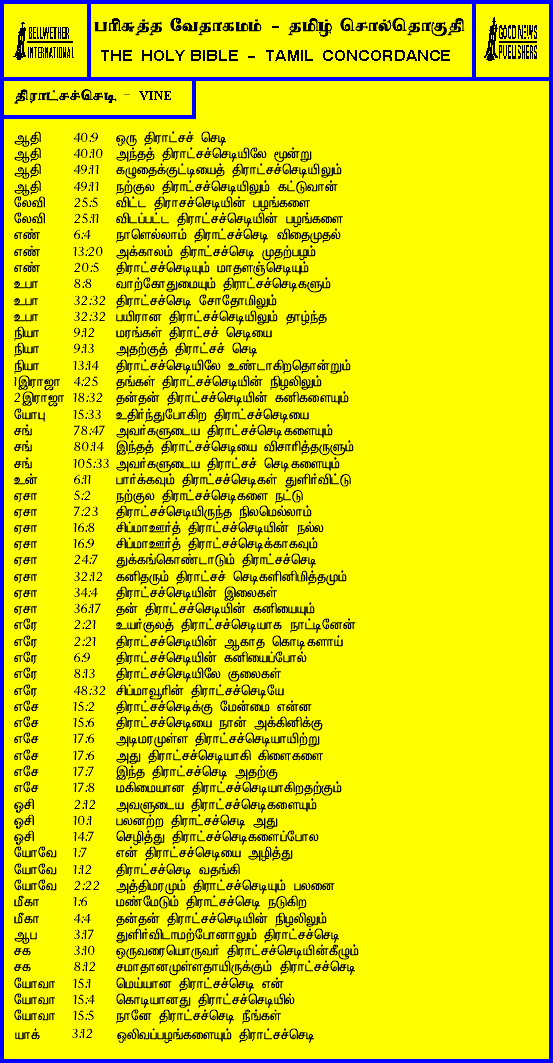 BELLWETHER
INTERNATIONAL
பரிசுத்த வேதாகமம் - தமிழ் சொல்தொகுதி
THE HOLY BIBLE - TAMIL CONCORDANCE
GOOD NEWS
PUBLISHERS
திராட்சச்செடி - VINE
ஆதி 40:9 ஒரு திராட்சச் செடி
ஆதி 40:10 அந்தத் திராட்சச்செடியிலே மூன்று
ஆதி 49:11 கழுதைக்குட்டியைத் திராட்சச்செடியிலும்
ஆதி 49:11 நற்குல திராட்சச்செடியிலும் கட்டுவான்
லேவி 25:5 விட்ட திராசச்செடியின் பழங்களை
லேவி 25:11 விடப்பட்ட திராட்சச்செடியின் பழங்களை
எண் 6:4 நாளெல்லாம் திராட்சச்செடி விதைமுதல்
எண் 13:20 அக்காலம் திராட்சச்செடி முதற்பழம்
எண் 20:5 திராட்சச்செடியும் மாதளஞ்செடியும்
உபா 8:8 வாற்கோதுமையும் திராட்சச்செடிகளும்
உபா 32:32 திராட்சச்செடி சோதோமிலும்
உபா 32:32 பயிரான திராட்சச்செடியிலும் தாழ்ந்த
நியா 9:12 மரங்கள் திராட்சச் செடியை
நியா 9:13 அதற்குத் திராட்சச் செடி
நியா 13:14 திராட்சச்செடியிலே உண்டாகிறதொன்றும்
1இராஜா 4:25 தங்கள் திராட்சச்செடியின் நிழலிலும்
2இராஜா 18:32 தன்தன் திராட்சச்செடியின் கனிகளையும்
யோபு 15:33 உதிர்ந்துபோகிற திராட்சச்செடியை
சங் 78:47 அவர்களுடைய திராட்சச்செடிகளையும்
சங் 80:14 இந்தத் திராட்சச்செடியை விசாரித்தருளும்
சங் 105:33 அவர்களுடைய திராட்சச் செடிகளையும்
உன் 6:11 பார்க்கவும் திராட்சச்செடிகள் துளிர்விட்டு
ஏசா 5:2 நற்குல திராட்சச்செடிகளை நட்டு
ஏசா 7:23 திராட்சச்செடியிருந்த நிலமெல்லாம்
ஏசா 16:8 சிப்மாஊர்த் திராட்சச்செடியின் நல்ல
ஏசா 16:9 சிப்மாஊர்த் திராட்சச்செடிக்காகவும்
ஏசா 24:7 துக்கங்கொண்டாடும் திராட்சச்செடி
ஏசா 32:12 கனிதரும் திராட்சச் செடிகளினிமித்தமும்
ஏசா 34:4 திராட்சச்செடியின் இலைகள்
ஏசா 36:17 தன் திராட்சச்செடியின் கனியையும்
எரே 2:21 உயர்குலத் திராட்சச்செடியாக நாட்டினேன்
எரே 2:21 திராட்சச்செடியின் ஆகாத கொடிகளாய்
எரே 6:9 திராட்சச்செடியின் கனியைப்போல்
எரே 8:13 திராட்சச்செடியிலே குலைகள்
எரே 48:32 சிப்மாவூரின் திராட்சச்செடியே
எசே 15:2 திராட்சச்செடிக்கு மேன்மை என்ன
எசே 15:6 திராட்சச்செடியை நான் அக்கினிக்கு
எசே 17:6 அடிமரமுள்ள திராட்சச்செடியாயிற்று
எசே 17:6 அது திராட்சச்செடியாகி கிளைகளை
எசே 17:7 இந்த திராட்சச்செடி அதற்கு
எசே 17:8 மகிமையான திராட்சச்செடியாகிறதற்கும்
ஓசி 2:12 அவளுடைய திராட்சச்செடிகளையும்
ஓசி 10:1 பலனற்ற திராட்சச்செடி அது
ஓசி 14:7 செழித்து திராட்சச்செடிகளைப்போல
யோவே 1:7 என் திராட்சச்செடியை அழித்து
யோவே 1:12 திராட்சச்செடி வதங்கி
யோவே 2:22 அத்திமரமும் திராட்சச்செடியும் பலனை
மீகா 1:6 மண்மேடும் திராட்சச்செடி நடுகிற
மீகா 4:4 தன்தன் திராட்சச்செடியின் நிழலிலும்
ஆப 3:17 துளிர்விடாமற்போனாலும் திராட்சச்செடி
சக 3:10 ஒருவரையொருவர் திராட்சச்செடியின்கீழும்
சக 8:12 சமாதானமுள்ளதாயிருக்கும் திராட்சச்செடி
யோவா 15:1 மெய்யான திராட்சச்செடி என்
யோவா 15:4 கொடியானது திராட்சச்செடியில்
யோவா 15:5 நானே திராட்சச்செடி நீங்கள்
யாக் 3:12 ஒலிவப்பழங்களையும் திராட்சச்செடி